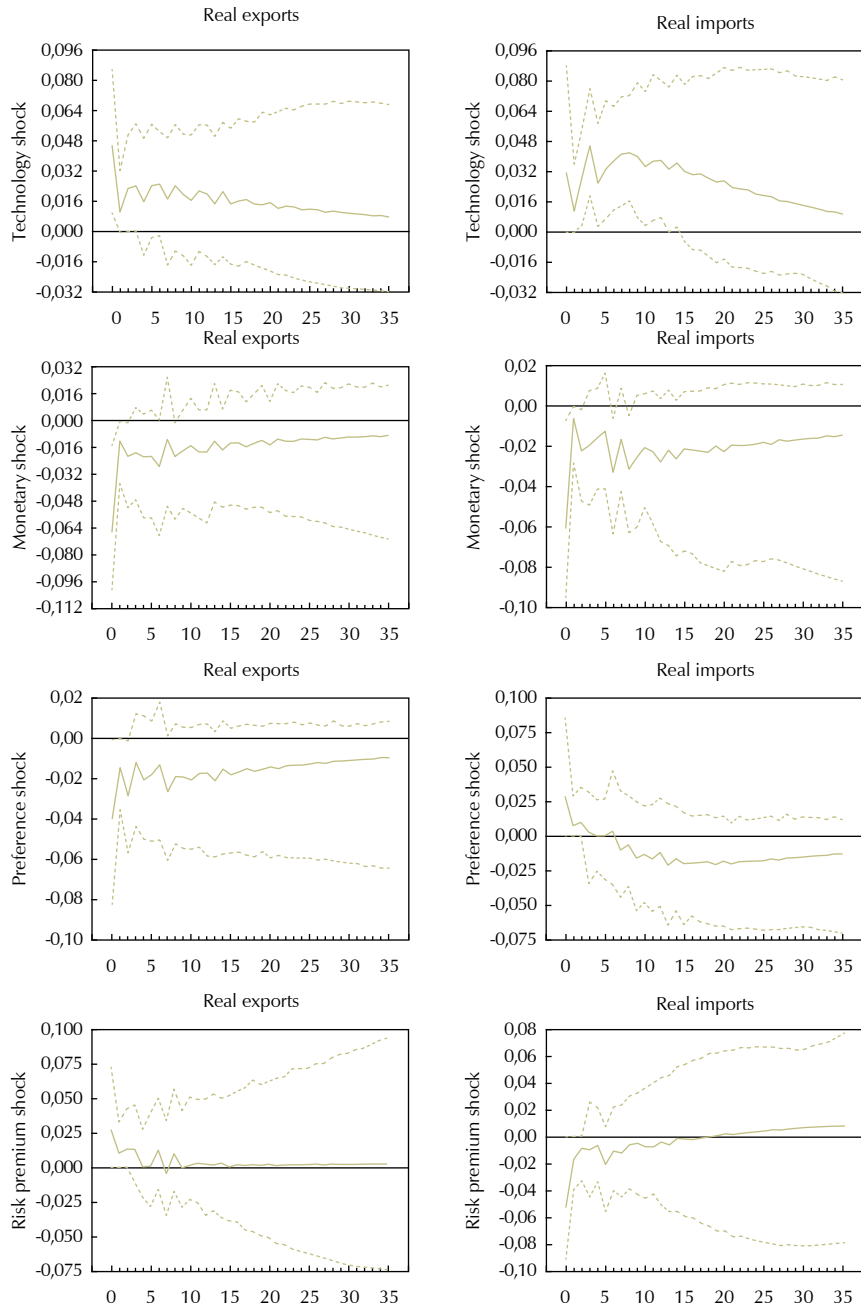 Real exports
Technology shock
0,096
0,080
0,064
0,048
0,032
0,016
0,000
-0,016
-0,032
0 5 10 15 20 25 30 35
Real imports
Technology shock
0,096
0,080
0,064
0,048
0,032
0,016
0,000
-0,016
-0,032
0 5 10 15 20 25 30 35
Real exports
Monetary shock
0,032
0,016
0,000
-0,016
-0,032
-0,048
-0,064
-0,080
-0,096
-0,112
0 5 10 15 20 25 30 35
Real imports
Monetary shock
0,02
0,00
-0,02
-0,04
-0,06
-0,08
-0,10
0 5 10 15 20 25 30 35
Real exports
Preference shock
0,02
0,00
-0,02
-0,04
-0,06
-0,08
-0,10
0 5 10 15 20 25 30 35
Real imports
Preference shock
0,100
0,075
0,050
0,025
0,000
-0,025
-0,050
-0,075
0 5 10 15 20 25 30 35
Real exports
Risk premium shock
0,100
0,075
0,050
0,025
0,000
-0,025
-0,050
-0,075
0 5 10 15 20 25 30 35
Real imports
Risk premium shock
0,08
0,06
0,04
0,02
0,00
-0,02
-0,04
-0,06
-0,08
-0,10
0 5 10 15 20 25 30 35